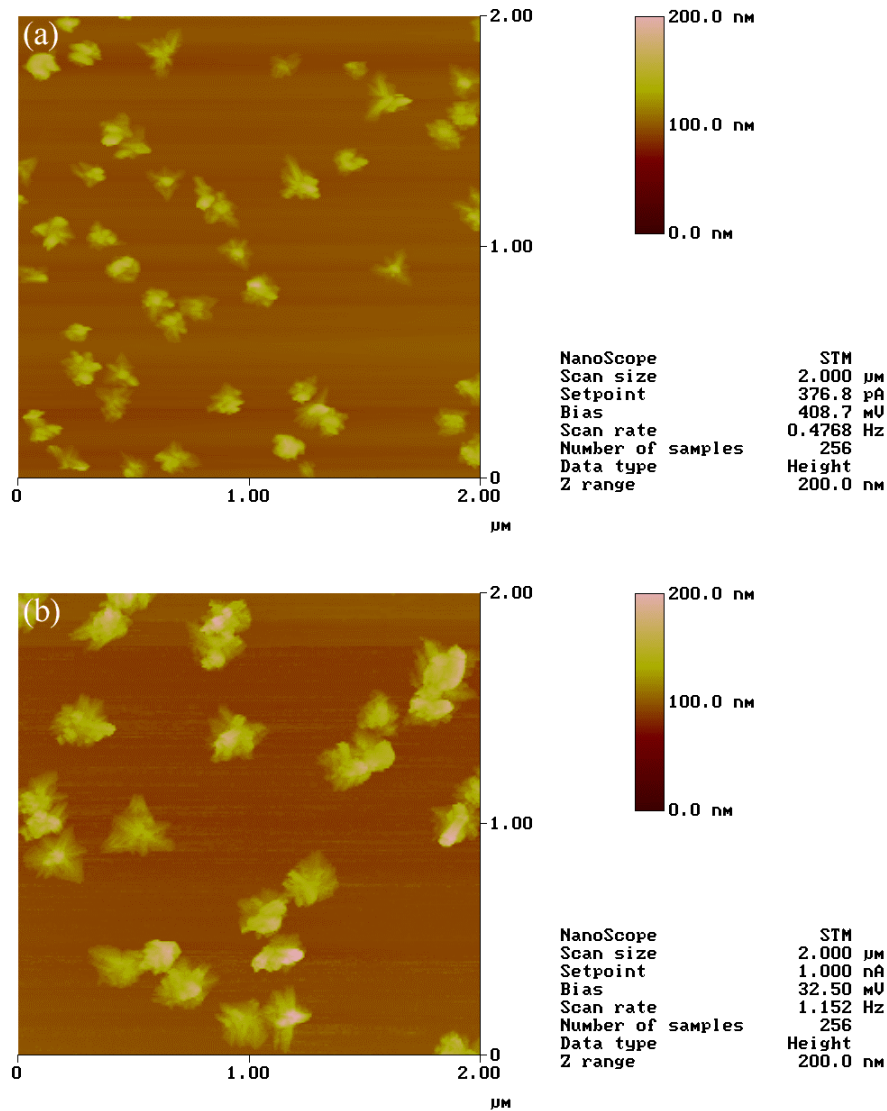 (a)
2.00
1.00
0
0 1.00 2.00
μm
200.0 nm
100.0 nm
0.0 nm
NanoScope STM
Scan size 2.000 μm
Setpoint 376.8 pA
Bias 408.7 mV
Scan rate 0.4768 Hz
Number of samples 256
Data type Height
Z range 200.0 nm
(b)
2.00
1.00
0
0 1.00 2.00
μm
200.0 nm
100.0 nm
0.0 nm
NanoScope STM
Scan size 2.000 μm
Setpoint 1.000 nA
Bias 32.50 mV
Scan rate 1.152 Hz
Number of samples 256
Data type Height
Z range 200.0 nm